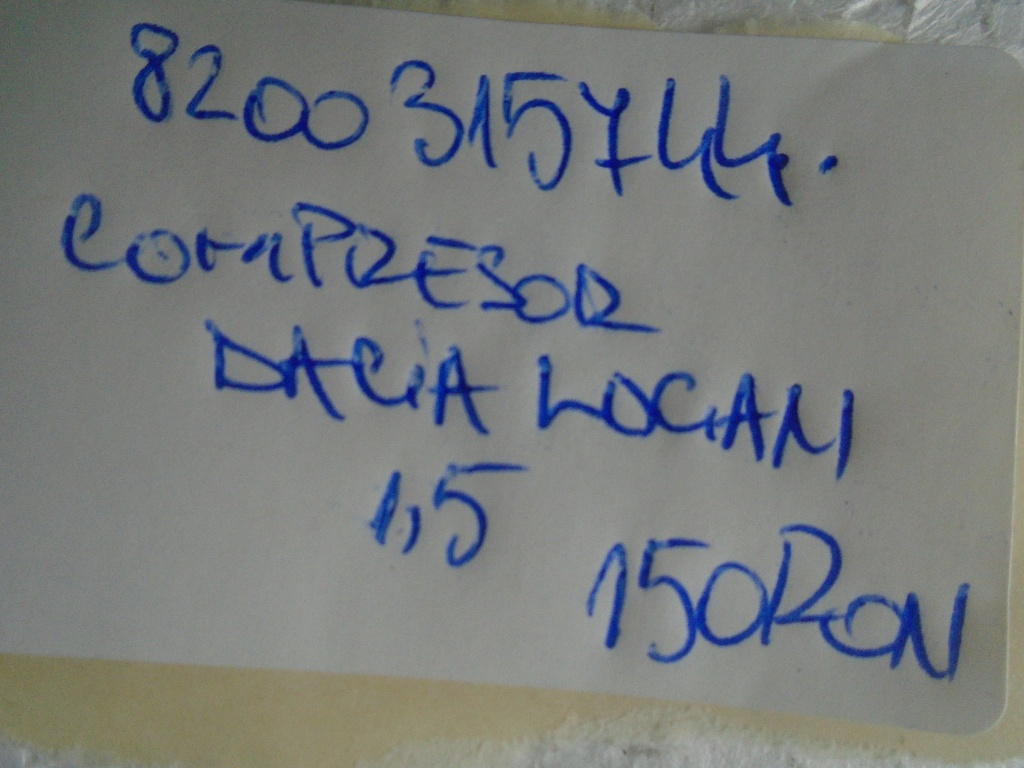 8200315744.
COMPRESOR
DACIA LOGAN
1,5
150RON